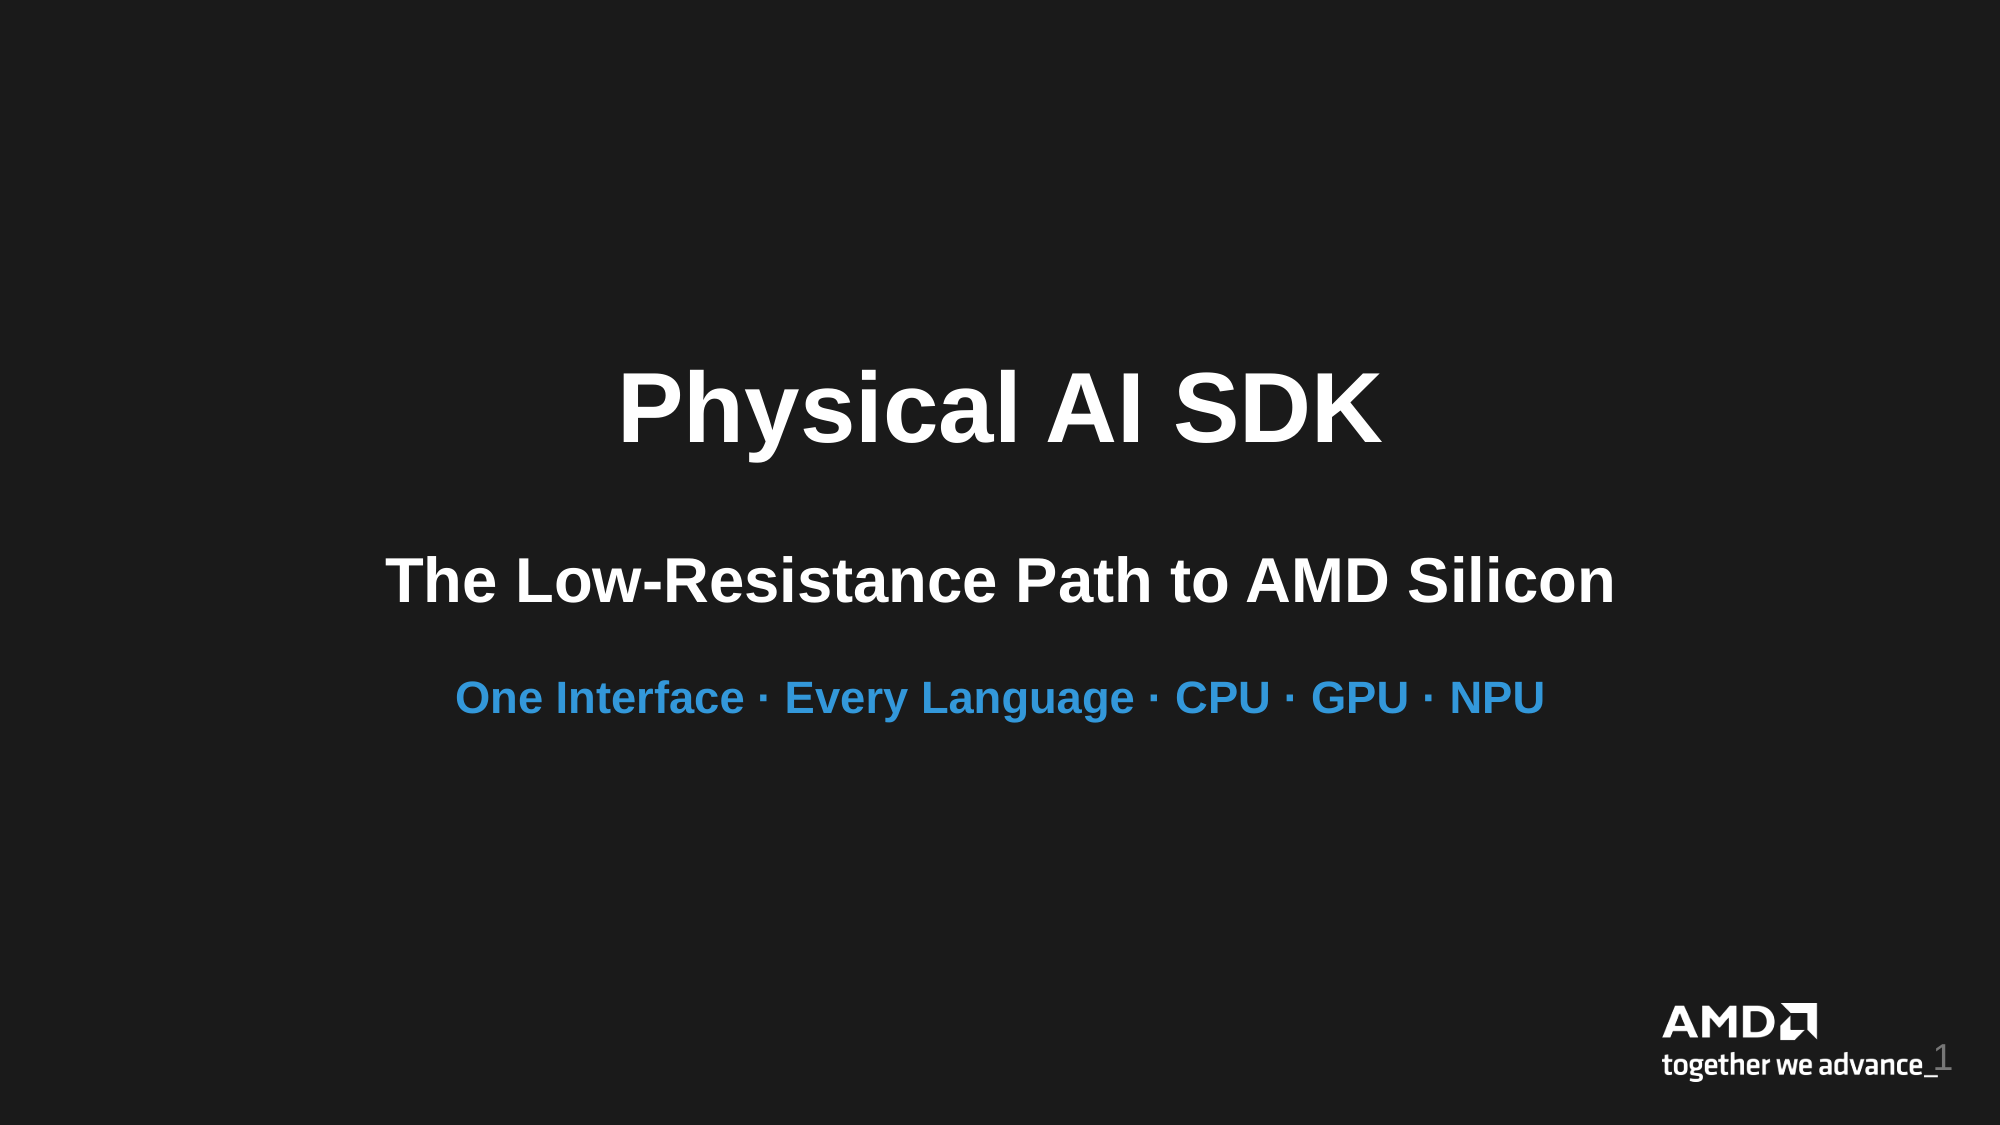 Physical AI SDK
The Low-Resistance Path to AMD Silicon
One Interface · Every Language · CPU · GPU · NPU
AMD
together we advance_
1